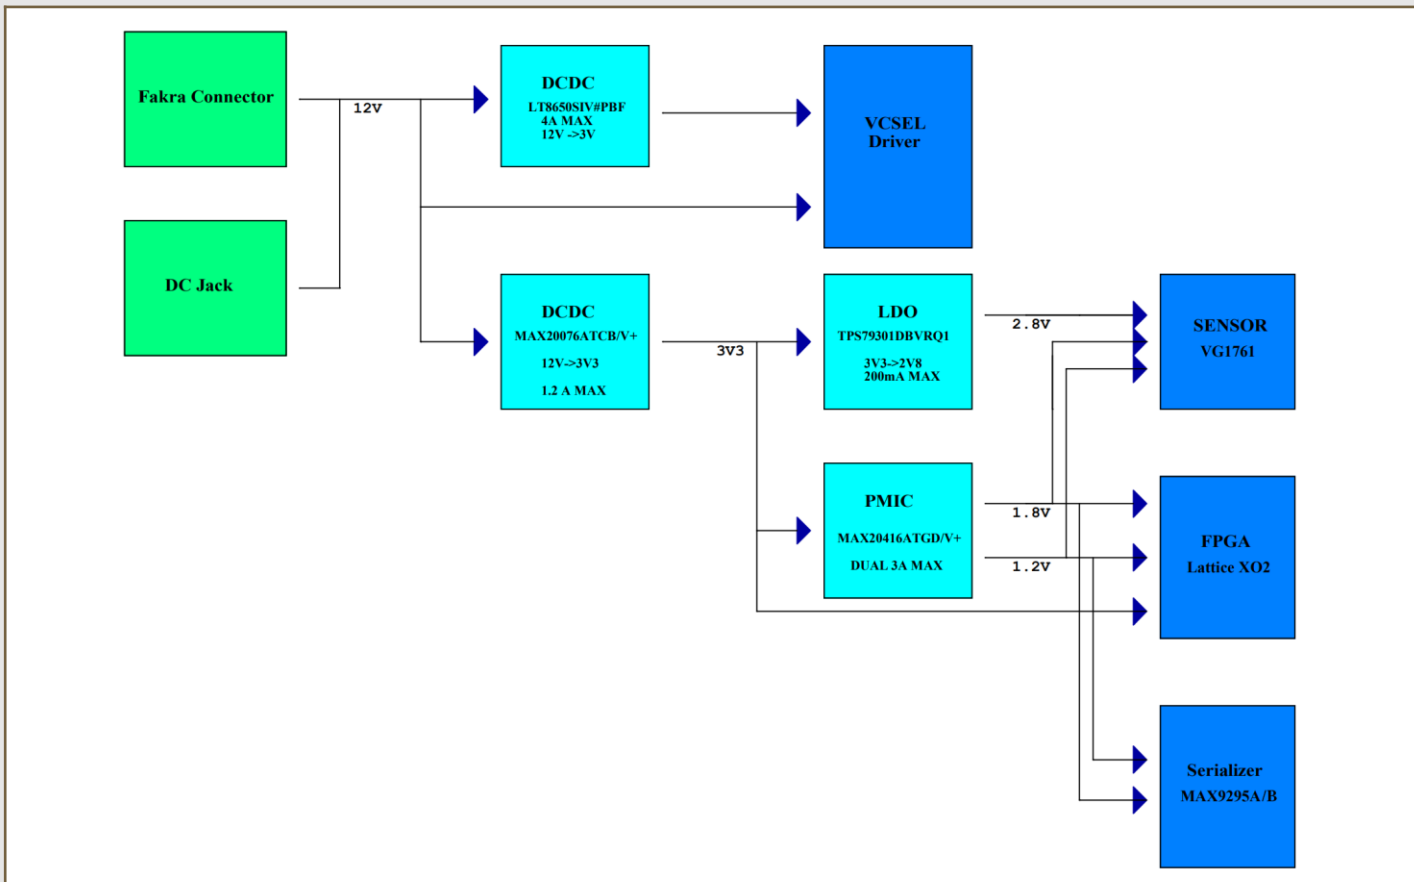 Fakra Connector
12V
DCDC
LT8650SIV#PBF
4A MAX
12V ->3V
VCSEL
Driver
DC Jack
DCDC
MAX20076ATCB/V+
12V->3V3
1.2 A MAX
3V3
LDO
TPS79301DBVRQ1
3V3->2V8
200mA MAX
2.8V
SENSOR
VG1761
PMIC
MAX20416ATGD/V+
DUAL 3A MAX
1.8V
1.2V
FPGA
Lattice XO2
Serializer
MAX9295A/B